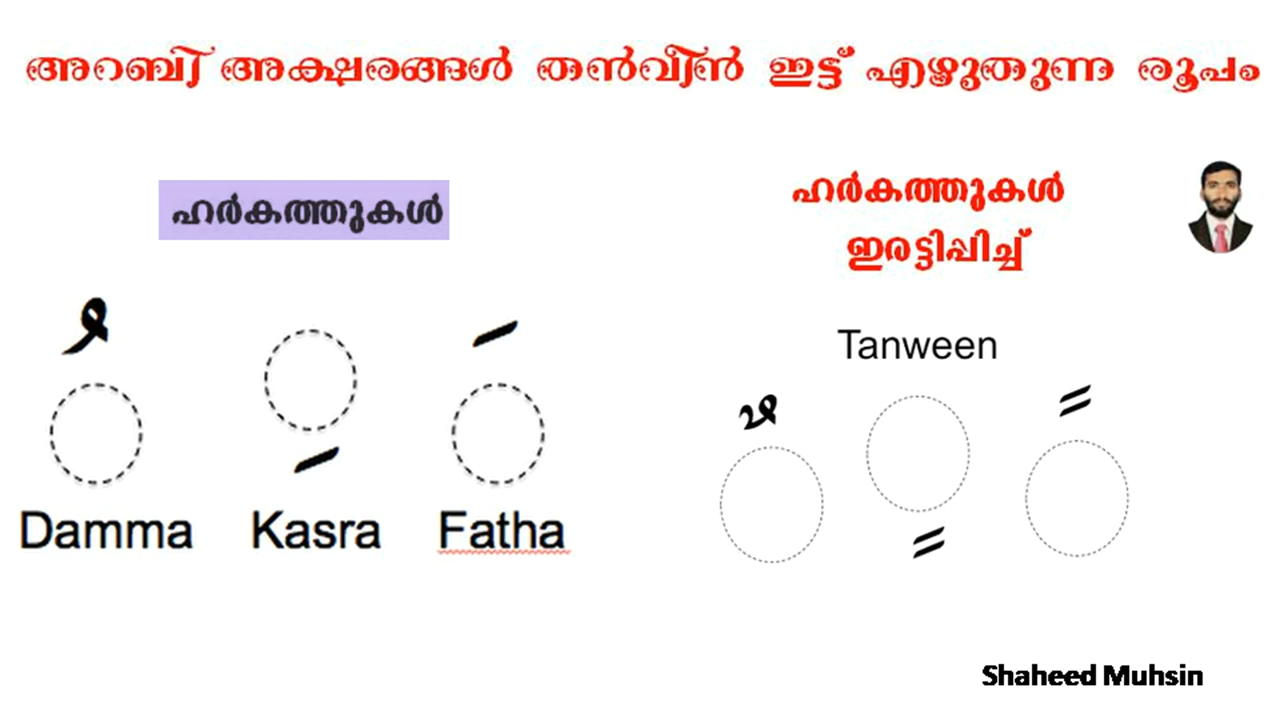 അറബി അക്ഷരങ്ങൾ തൻവീൻ ഇട്ട് എഴുതുന്ന രൂപം
ഹർകത്തുകൾ
Damma Kasra Fatha
ഹർകത്തുകൾ
ഇരട്ടിപ്പിച്ച്
Tanween
Shaheed Muhsin